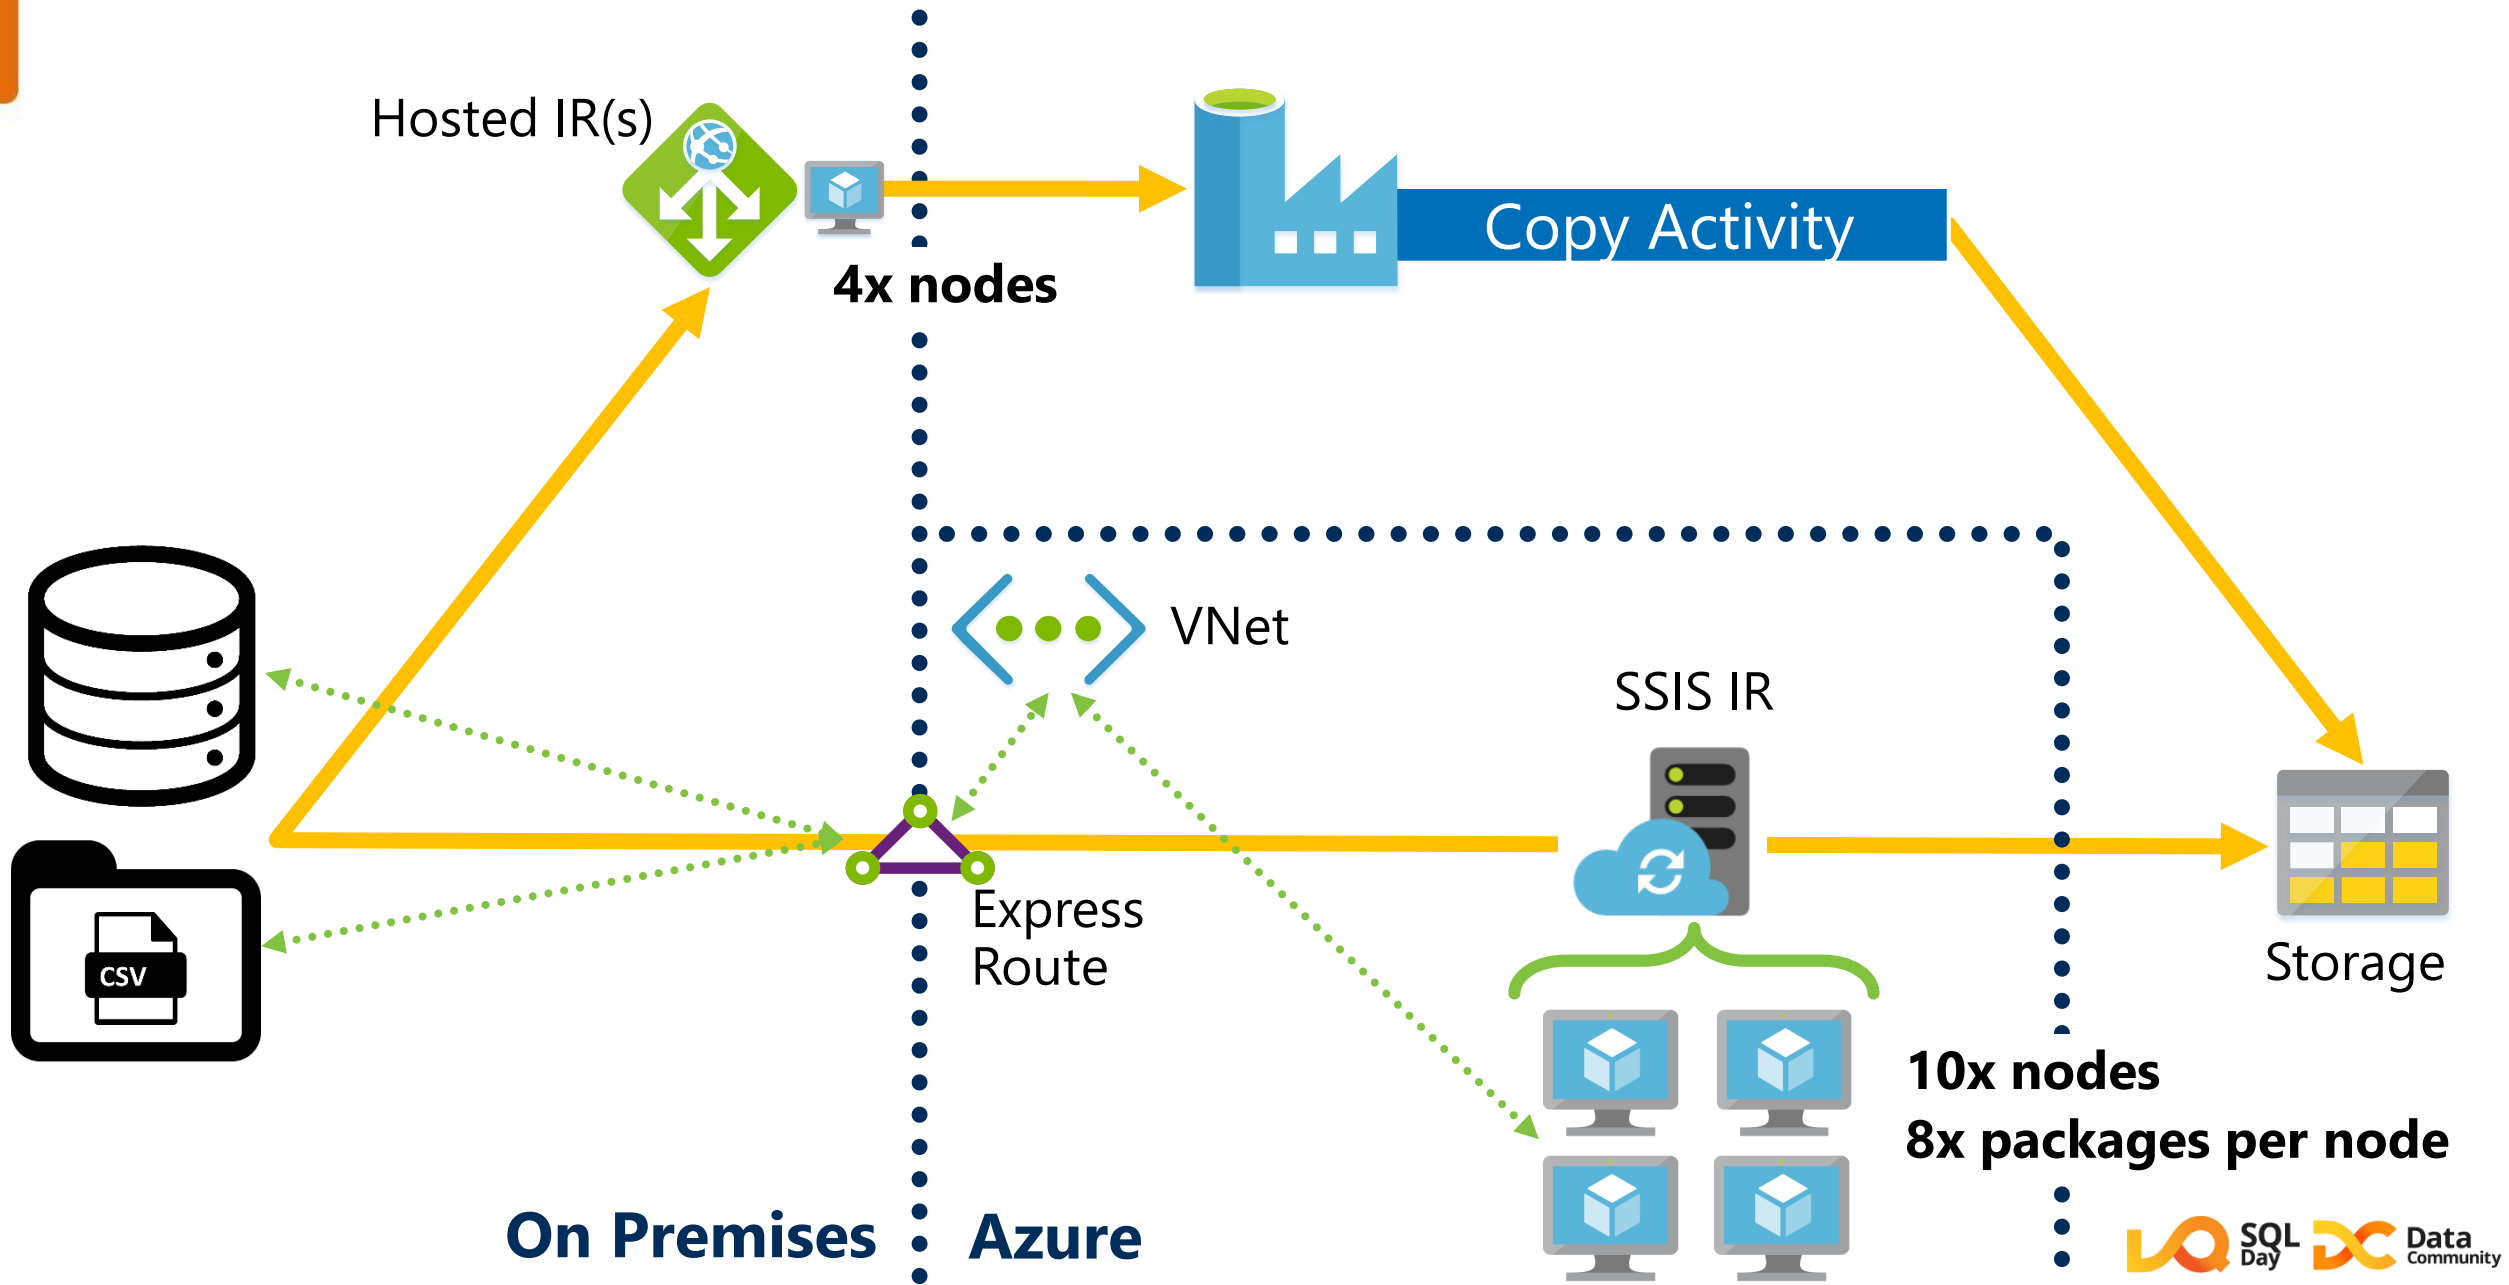 Hosted IR(s)
4x nodes
Copy Activity
VNet
SSIS IR
Express
Route
CSV
Storage
10x nodes
8x packages per node
On Premises
Azure
SQL
Day
Data
Community